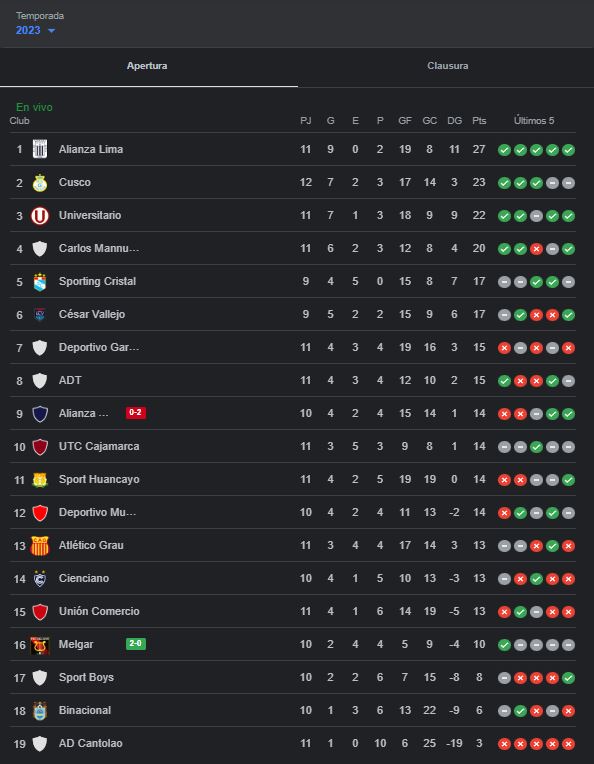 Temporada
2023
Apertura Clausura
En vivo
Club PJ G E P GF GC DG Pts Últimos 5
1 Alianza Lima 11 9 0 2 19 8 11 27
2 Cusco 12 7 2 3 17 14 3 23
3 Universitario 11 7 1 3 18 9 9 22
4 Carlos Mannu... 11 6 2 3 12 8 4 20
5 Sporting Cristal 9 4 5 0 15 8 7 17
6 César Vallejo 9 5 2 2 15 9 6 17
7 Deportivo Gar... 11 4 3 4 19 16 3 15
8 ADT 11 4 3 4 12 10 2 15
9 Alianza ... 0-2 10 4 2 4 15 14 1 14
10 UTC Cajamarca 11 3 5 3 9 8 1 14
11 Sport Huancayo 11 4 2 5 19 19 0 14
12 Deportivo Mu... 10 4 2 4 11 13 -2 14
13 Atlético Grau 11 3 4 4 17 14 3 13
14 Cienciano 10 4 1 5 10 13 -3 13
15 Unión Comercio 11 4 1 6 14 19 -5 13
16 Melgar 2-0 10 2 4 4 5 9 -4 10
17 Sport Boys 10 2 2 6 7 15 -8 8
18 Binacional 10 1 3 6 13 22 -9 6
19 AD Cantolao 11 1 0 10 6 25 -19 3